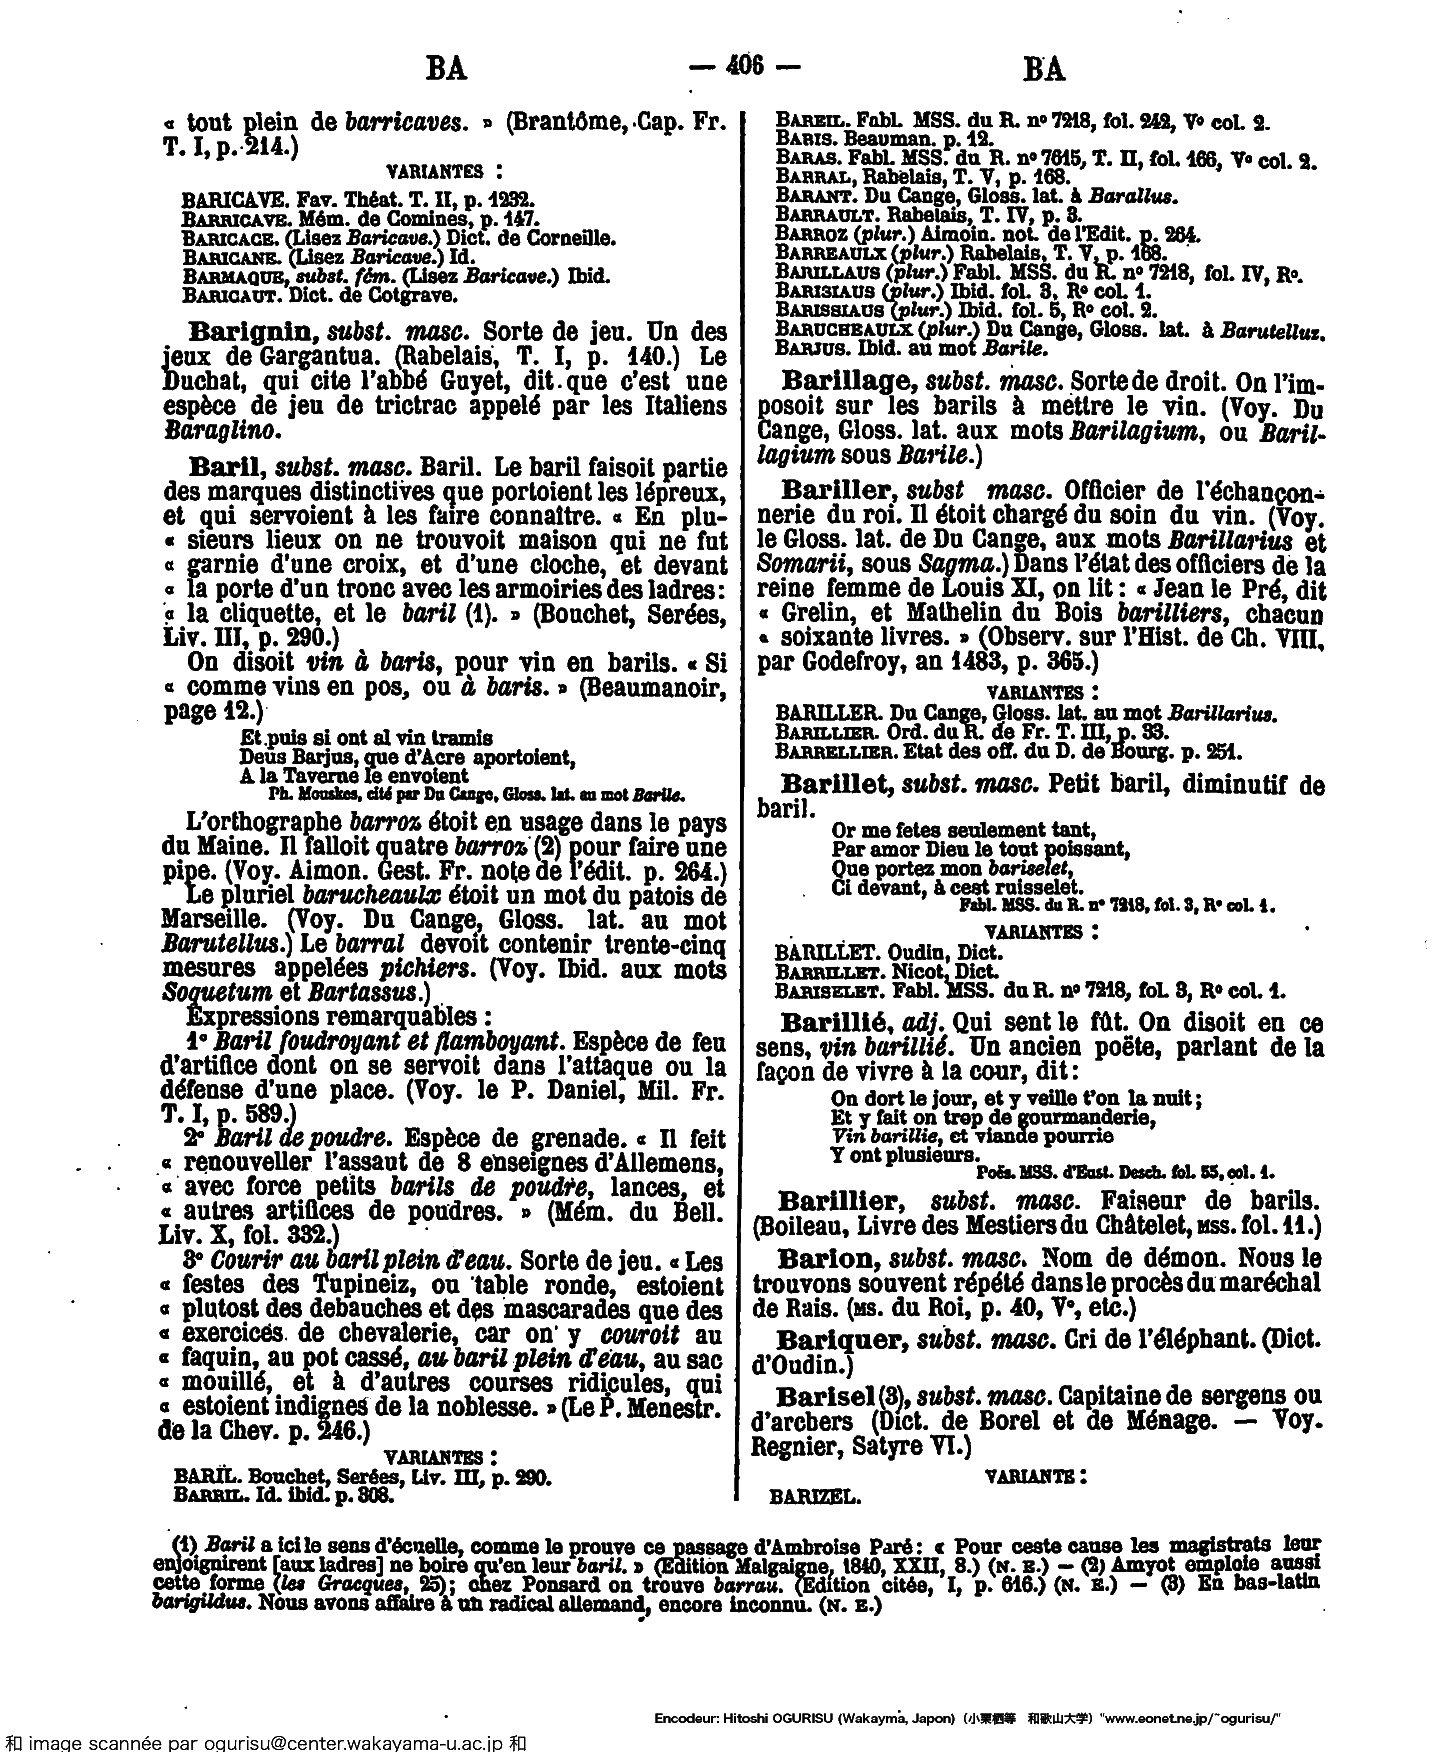 BA — 406 — BA
« tout plein de barricaves. » (Brantôme, Cap. Fr.
T. I, p. 214.)
VARIANTES :
BARICAVE. Fav. Théat. T. II, p. 1232.
BARRICAVE. Mém. de Comines, p. 147.
BARICAGE. (Lisez Baricave.) Dict. de Corneille.
BARICANE. (Lisez Baricave.) Id.
BARMAQUE, subst. fém. (Lisez Baricave.) Ibid.
BARICAUT. Dict. de Cotgrave.
Barignin, subst. masc. Sorte de jeu. Un des
jeux de Gargantua. (Rabelais, T. I, p. 140.) Le
Duchat, qui cite l'abbé Guyet, dit que c'est une
espèce de jeu de trictrac appelé par les Italiens
Baraglino.
Baril, subst. masc. Baril. Le baril faisoit partie
des marques distinctives que portoient les lépreux,
et qui servoient à les faire connaître. « En plu-
« sieurs lieux on ne trouvoit maison qui ne fut
« garnie d'une croix, et d'une cloche, et devant
« la porte d'un tronc avec les armoiries des ladres :
« la cliquette, et le baril (1). » (Bouchet, Serées,
Liv. III, p. 290.)
On disoit vin à baris, pour vin en barils. « Si
« comme vins en pos, ou à baris. » (Beaumanoir,
page 12.)
Et puis si ont al vin tramis
Deus Barjus, que d'Acre aportoient,
A la Taverne le envoient
Ph. Mouskes, cité par Du Cange, Gloss. lat. au mot Barile.
L'orthographe barroz étoit en usage dans le pays
du Maine. Il falloit quatre barroz (2) pour faire une
pipe. (Voy. Aimon. Gest. Fr. note de l'édit. p. 264.)
Le pluriel barucheaulx étoit un mot du patois de
Marseille. (Voy. Du Cange, Gloss. lat. au mot
Barutellus.) Le barral devoit contenir trente-cinq
mesures appelées pichiers. (Voy. Ibid. aux mots
Soquetum et Bartassus.)
Expressions remarquables :
1° Baril foudroyant et flamboyant. Espèce de feu
d'artifice dont on se servoit dans l'attaque ou la
défense d'une place. (Voy. le P. Daniel, Mil. Fr.
T. I, p. 589.)
2° Baril de poudre. Espèce de grenade. « Il feit
« renouveller l'assaut de 8 enseignes d'Allemens,
« avec force petits barils de poudre, lances, et
« autres artifices de poudres. » (Mém. du Bell.
Liv. X, fol. 332.)
3° Courir au baril plein d'eau. Sorte de jeu. « Les
« festes des Tupineiz, ou table ronde, estoient
« plutost des debauches et des mascarades que des
« exercices de chevalerie, car on y couroit au
« faquin, au pot cassé, au baril plein d'eau, au sac
« mouillé, et à d'autres courses ridicules, qui
« estoient indignes de la noblesse. » (Le P. Menestr.
de la Chev. p. 246.)
VARIANTES :
BARIL. Bouchet, Serées, Liv. III, p. 290.
BARRIL. Id. ibid. p. 308.
BAREIL. Fabl. MSS. du R. n° 7218, fol. 242, V° col. 2.
BARIS. Beauman. p. 12.
BARAS. Fabl. MSS. du R. n° 7615, T. II, fol. 166, V° col. 2.
BARRAL, Rabelais, T. V, p. 168.
BARANT. Du Cange, Gloss. lat. à Barallus.
BARRAULT. Rabelais, T. IV, p. 3.
BARROZ (plur.) Aimoin. not. de l'Edit. p. 264.
BARREAULX (plur.) Rabelais, T. V, p. 168.
BARILLAUS (plur.) Fabl. MSS. du R. n° 7218, fol. IV, R°.
BARISIAUS (plur.) Ibid. fol. 3, R° col. 1.
BARISSIAUS (plur.) Ibid. fol. 5, R° col. 2.
BARUCHEAULX (plur.) Du Cange, Gloss. lat. à Barutellus.
BARJUS. Ibid. au mot Barile.
Barillage, subst. masc. Sorte de droit. On l'im-
posoit sur les barils à mettre le vin. (Voy. Du
Cange, Gloss. lat. aux mots Barilagium, ou Baril-
lagium sous Barile.)
Bariller, subst masc. Officier de l'échançon-
nerie du roi. Il étoit chargé du soin du vin. (Voy.
le Gloss. lat. de Du Cange, aux mots Barillarius et
Somarii, sous Sagma.) Dans l'état des officiers de la
reine femme de Louis XI, on lit : « Jean le Pré, dit
« Grelin, et Mathelin du Bois barilliers, chacun
« soixante livres. » (Observ. sur l'Hist. de Ch. VIII,
par Godefroy, an 1483, p. 365.)
VARIANTES :
BARILLER. Du Cange, Gloss. lat. au mot Barillarius.
BARILLIER. Ord. du R. de Fr. T. III, p. 33.
BARRELLIER. Etat des off. du D. de Bourg. p. 251.
Barillet, subst. masc. Petit baril, diminutif de
baril.
Or me fetes seulement tant,
Par amor Dieu le tout poissant,
Que portez mon bariselet,
Ci devant, à cest ruisselet.
Fabl. MSS. du R. n° 7218, fol. 3, R° col. 1.
VARIANTES :
BARILLET. Oudin, Dict.
BARRILLET. Nicot, Dict.
BARISELET. Fabl. MSS. du R. n° 7218, fol. 3, R° col. 1.
Barillié, adj. Qui sent le fût. On disoit en ce
sens, vin barillié. Un ancien poëte, parlant de la
façon de vivre à la cour, dit :
On dort le jour, et y veille t'on la nuit ;
Et y fait on trop de gourmanderie,
Vin barillie, et viande pourrie
Y ont plusieurs.
Poës. MSS. d'Eust. Desch. fol. 55, col. 1.
Barillier, subst. masc. Faiseur de barils.
(Boileau, Livre des Mestiers du Châtelet, MSS. fol. 11.)
Barlon, subst. masc. Nom de démon. Nous le
trouvons souvent répété dans le procès du maréchal
de Rais. (MS. du Roi, p. 40, V°, etc.)
Bariquer, subst. masc. Cri de l'éléphant. (Dict.
d'Oudin.)
Barisel (3), subst. masc. Capitaine de sergens ou
d'archers (Dict. de Borel et de Ménage. — Voy.
Regnier, Satyre VI.)
VARIANTE :
BARIZEL.
(1) Baril a ici le sens d'écuelle, comme le prouve ce passage d'Ambroise Paré : « Pour ceste cause les magistrats leur
enjoignirent [aux ladres] ne boire qu'en leur baril. » (Edition Malgaigne, 1840, XXII, 8.) (N. E.) — (2) Amyot emploie aussi
cette forme (les Gracques, 25) ; chez Ponsard on trouve barrau. (Edition citée, I, p. 616.) (N. E.) — (3) En bas-latin
barigildus. Nous avons affaire à un radical allemand, encore inconnu. (N. E.)
Encodeur: Hitoshi OGURISU (Wakayma, Japon) (小栗栖等 和歌山大学) "www.eonet.ne.jp/~ogurisu/"
和 image scannée par ogurisu@center.wakayama-u.ac.jp 和